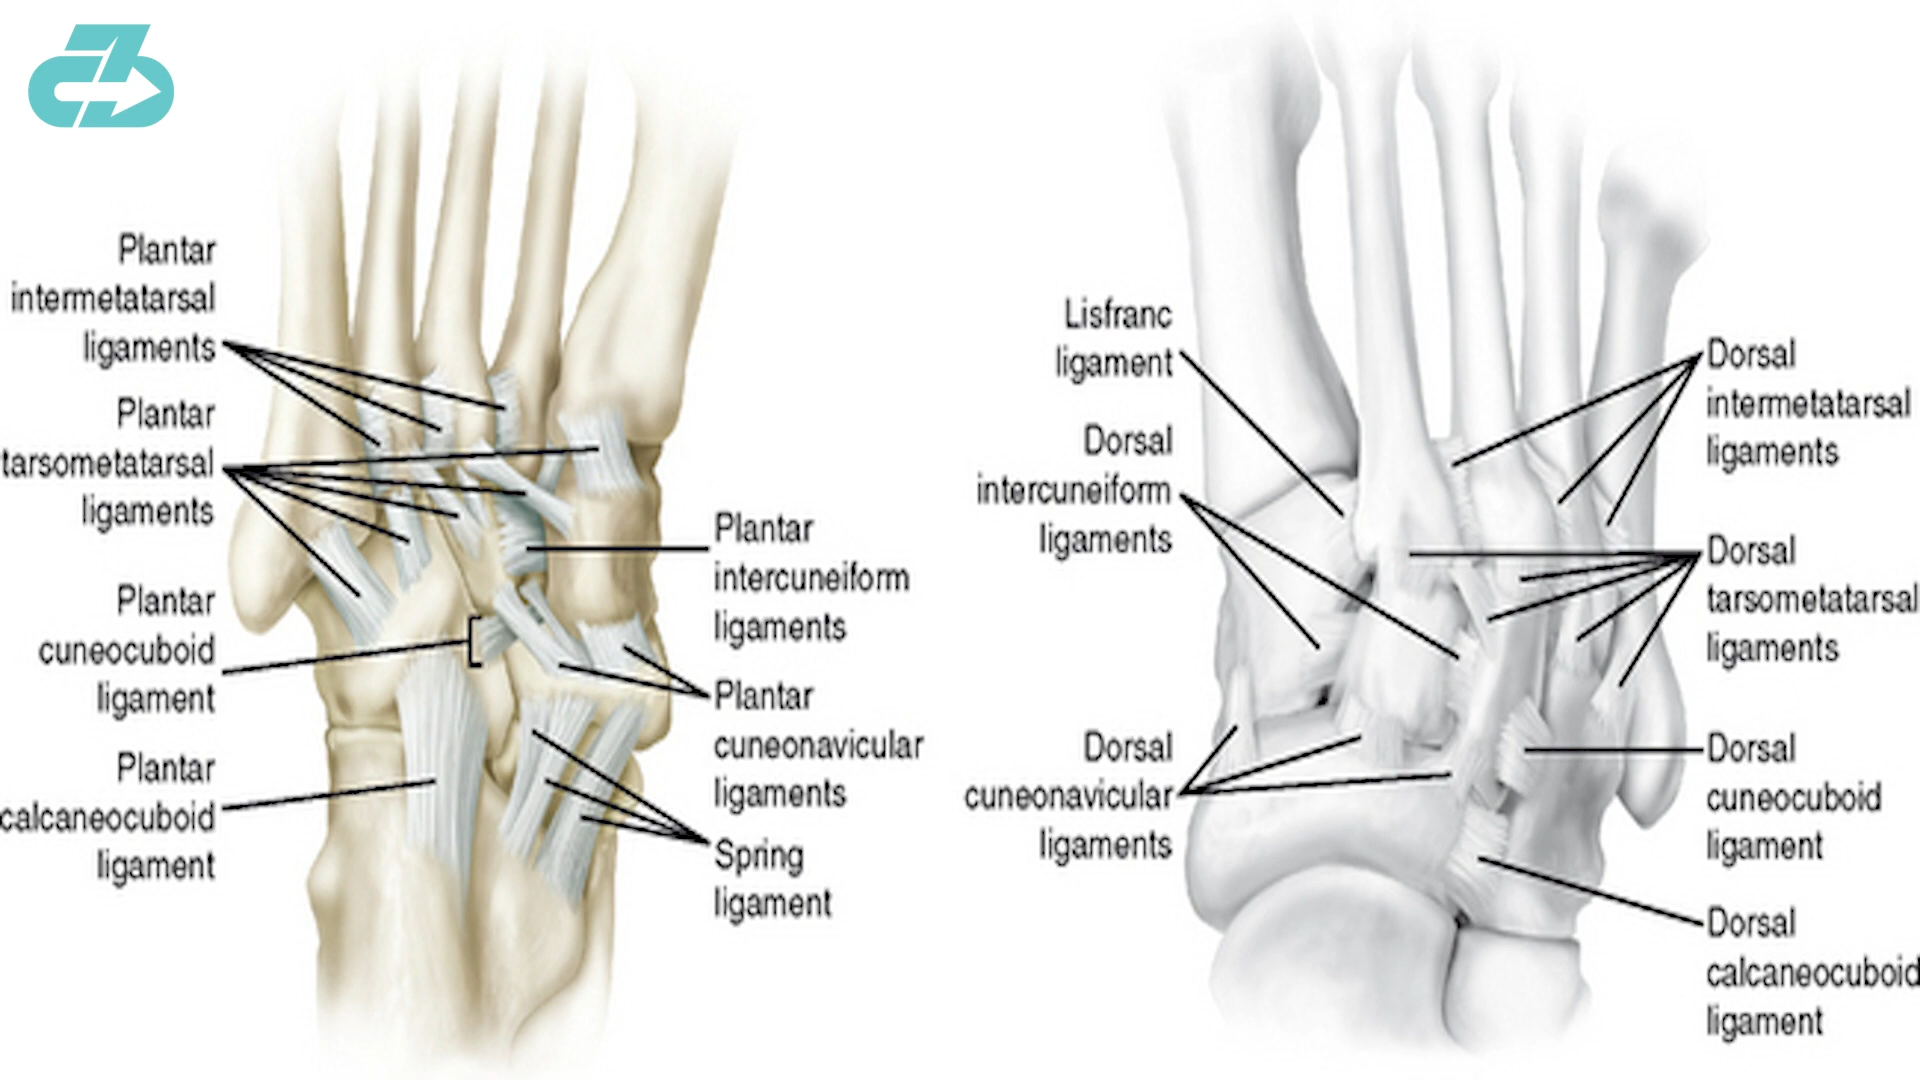 Plantar
intermetatarsal
ligaments
Plantar
tarsometatarsal
ligaments
Plantar
cuneocuboid
ligament
Plantar
calcaneocuboid
ligament
Plantar
intercuneiform
ligaments
Plantar
cuneonavicular
ligaments
Spring
ligament
Lisfranc
ligament
Dorsal
intercuneiform
ligaments
Dorsal
cuneonavicular
ligaments
Dorsal
intermetatarsal
ligaments
Dorsal
tarsometatarsal
ligaments
Dorsal
cuneocuboid
ligament
Dorsal
calcaneocuboid
ligament